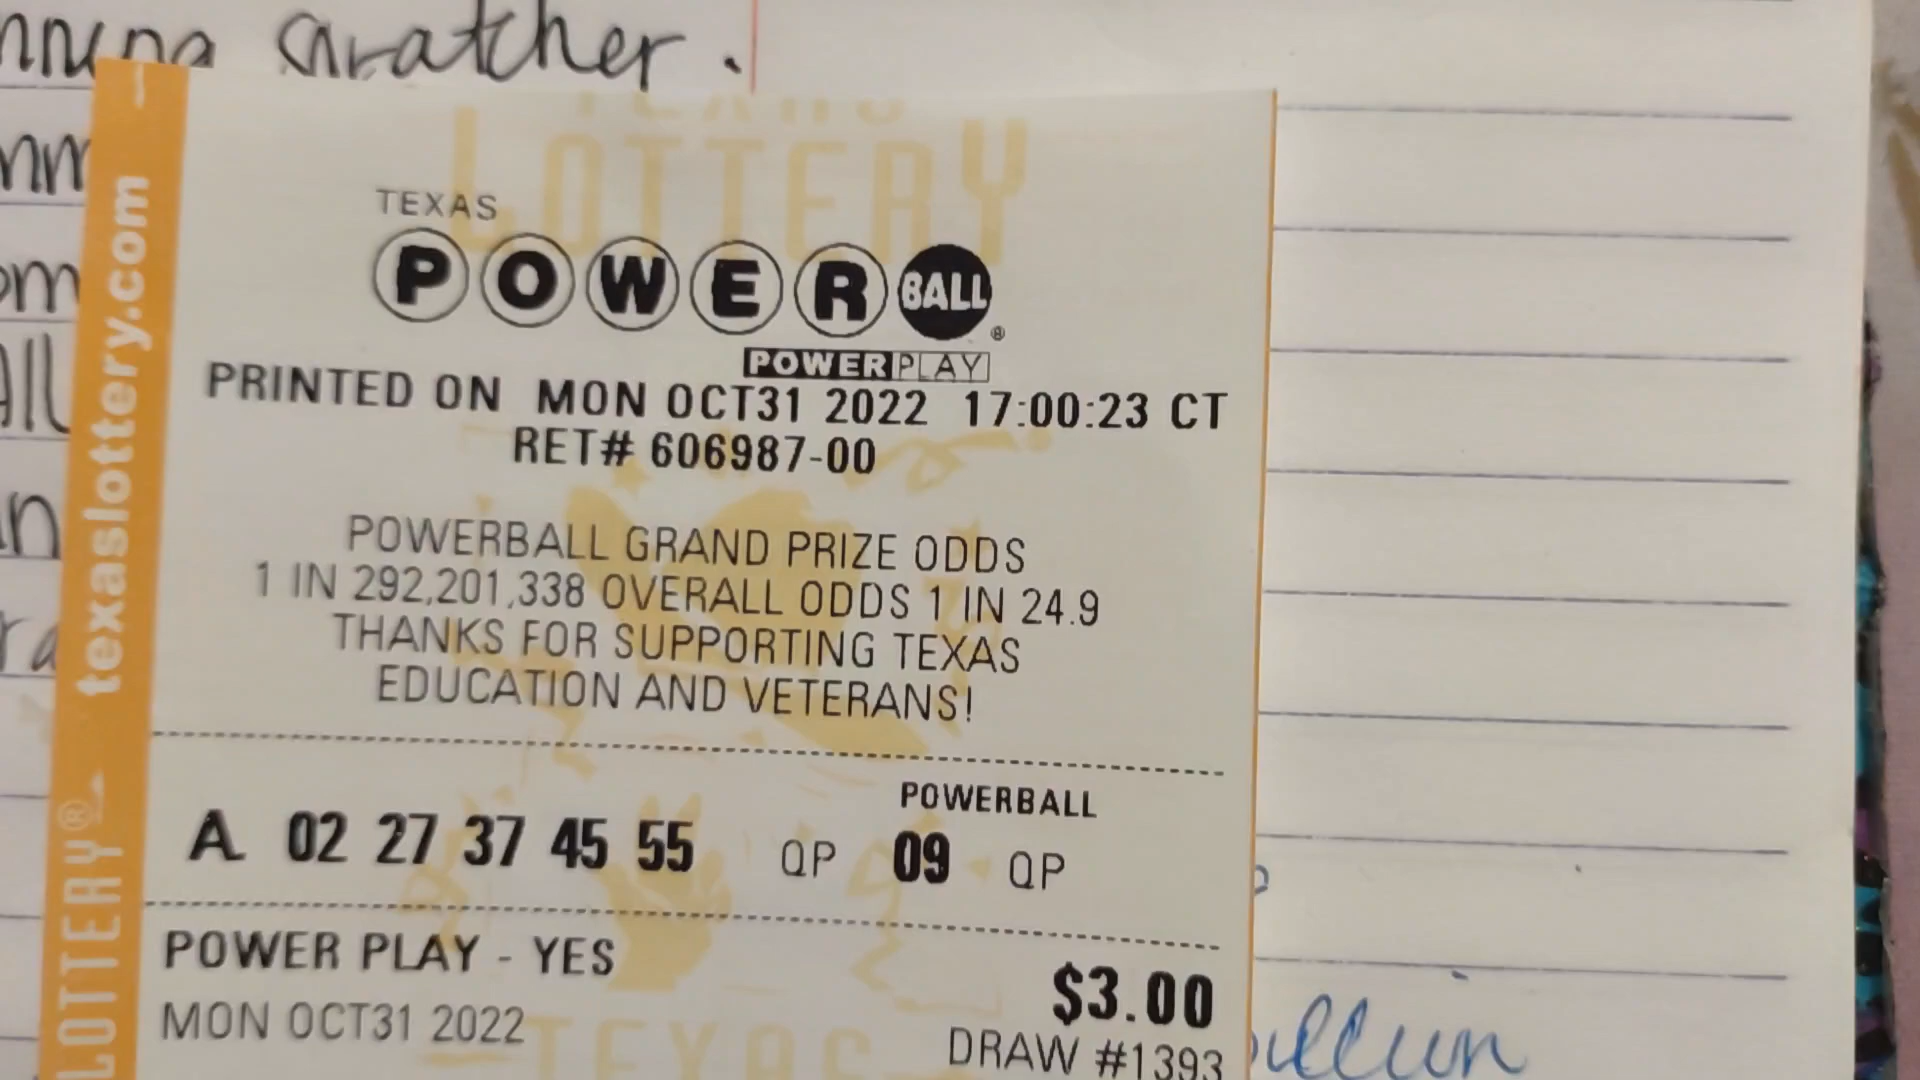 scratcher.
TEXAS
LOTTERY
TEXAS
POWERBALL®
POWERPLAY
PRINTED ON MON OCT31 2022 17:00:23 CT
RET# 606987-00
POWERBALL GRAND PRIZE ODDS
1 IN 292,201,338 OVERALL ODDS 1 IN 24.9
THANKS FOR SUPPORTING TEXAS
EDUCATION AND VETERANS!
POWERBALL
A. 02 27 37 45 55 QP 09 QP
POWER PLAY - YES
$3.00
MON OCT31 2022
DRAW #1393
TEXAS
texaslottery.com
LOTTERY®